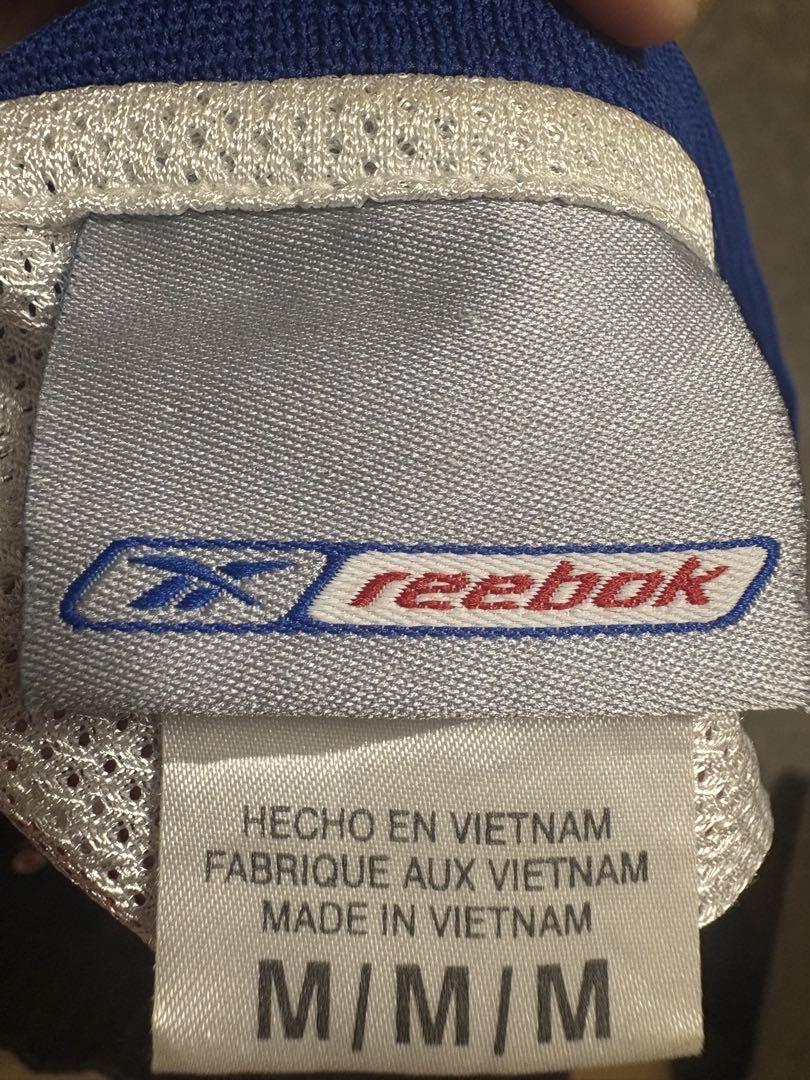 reebok
HECHO EN VIETNAM
FABRIQUE AUX VIETNAM
MADE IN VIETNAM
M/M/M